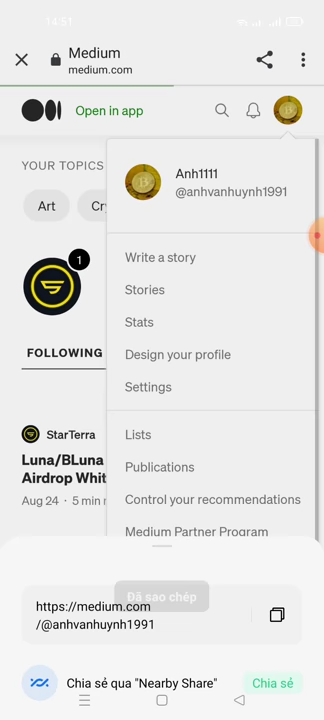 14:51
Medium
medium.com
Open in app
YOUR TOPICS
Art
Anh1111
@anhvanhuynh1991
1
Write a story
Stories
Stats
Design your profile
FOLLOWING
Settings
Lists
StarTerra
Luna/BLuna
Publications
Airdrop
Aug 24 · 5 min
Control your recommendations
Medium Partner Program
Đã sao chép
https://medium.com
/@anhvanhuynh1991
Chia sẻ qua "Nearby Share"
Chia sẻ